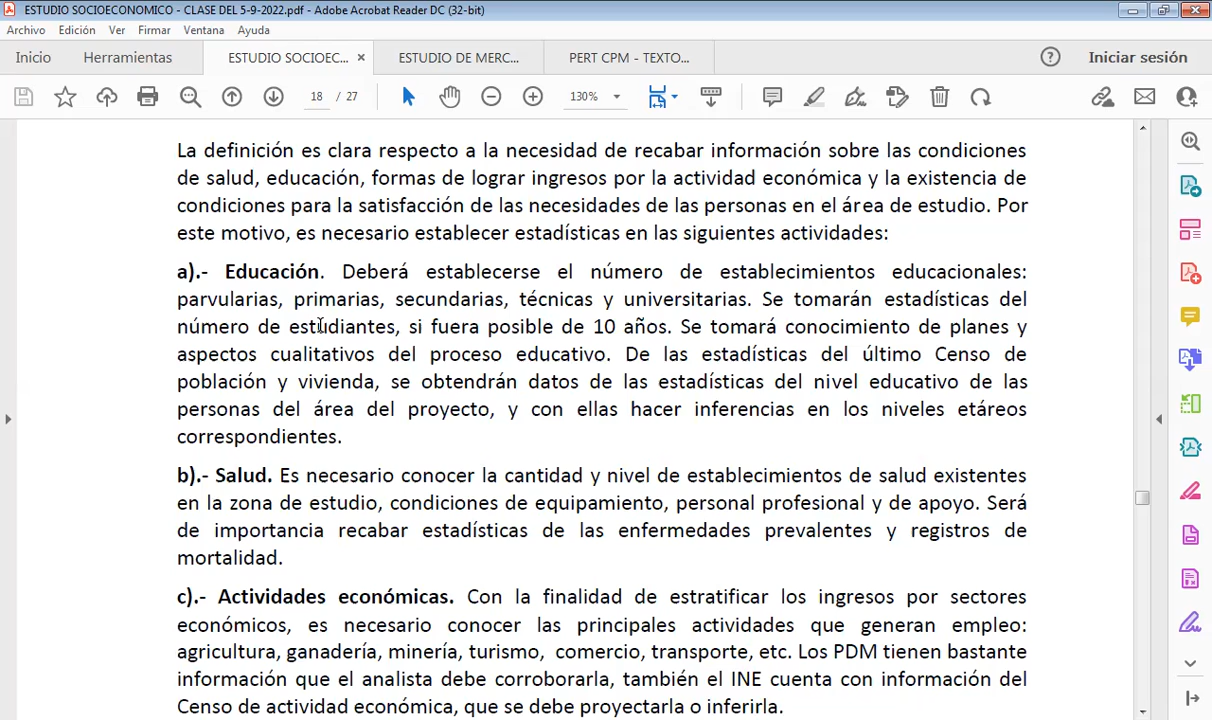 ESTUDIO SOCIOECONOMICO - CLASE DEL 5-9-2022.pdf - Adobe Acrobat Reader DC (32-bit)
Archivo Edición Ver Firmar Ventana Ayuda
Inicio Herramientas ESTUDIO SOCIOEC... × ESTUDIO DE MERC... PERT CPM - TEXTO... Iniciar sesión
18 / 27 130%
La definición es clara respecto a la necesidad de recabar información sobre las condiciones
de salud, educación, formas de lograr ingresos por la actividad económica y la existencia de
condiciones para la satisfacción de las necesidades de las personas en el área de estudio. Por
este motivo, es necesario establecer estadísticas en las siguientes actividades:
a).- Educación. Deberá establecerse el número de establecimientos educacionales:
parvularias, primarias, secundarias, técnicas y universitarias. Se tomarán estadísticas del
número de estudiantes, si fuera posible de 10 años. Se tomará conocimiento de planes y
aspectos cualitativos del proceso educativo. De las estadísticas del último Censo de
población y vivienda, se obtendrán datos de las estadísticas del nivel educativo de las
personas del área del proyecto, y con ellas hacer inferencias en los niveles etáreos
correspondientes.
b).- Salud. Es necesario conocer la cantidad y nivel de establecimientos de salud existentes
en la zona de estudio, condiciones de equipamiento, personal profesional y de apoyo. Será
de importancia recabar estadísticas de las enfermedades prevalentes y registros de
mortalidad.
c).- Actividades económicas. Con la finalidad de estratificar los ingresos por sectores
económicos, es necesario conocer las principales actividades que generan empleo:
agricultura, ganadería, minería, turismo, comercio, transporte, etc. Los PDM tienen bastante
información que el analista debe corroborarla, también el INE cuenta con información del
Censo de actividad económica, que se debe proyectarla o inferirla.